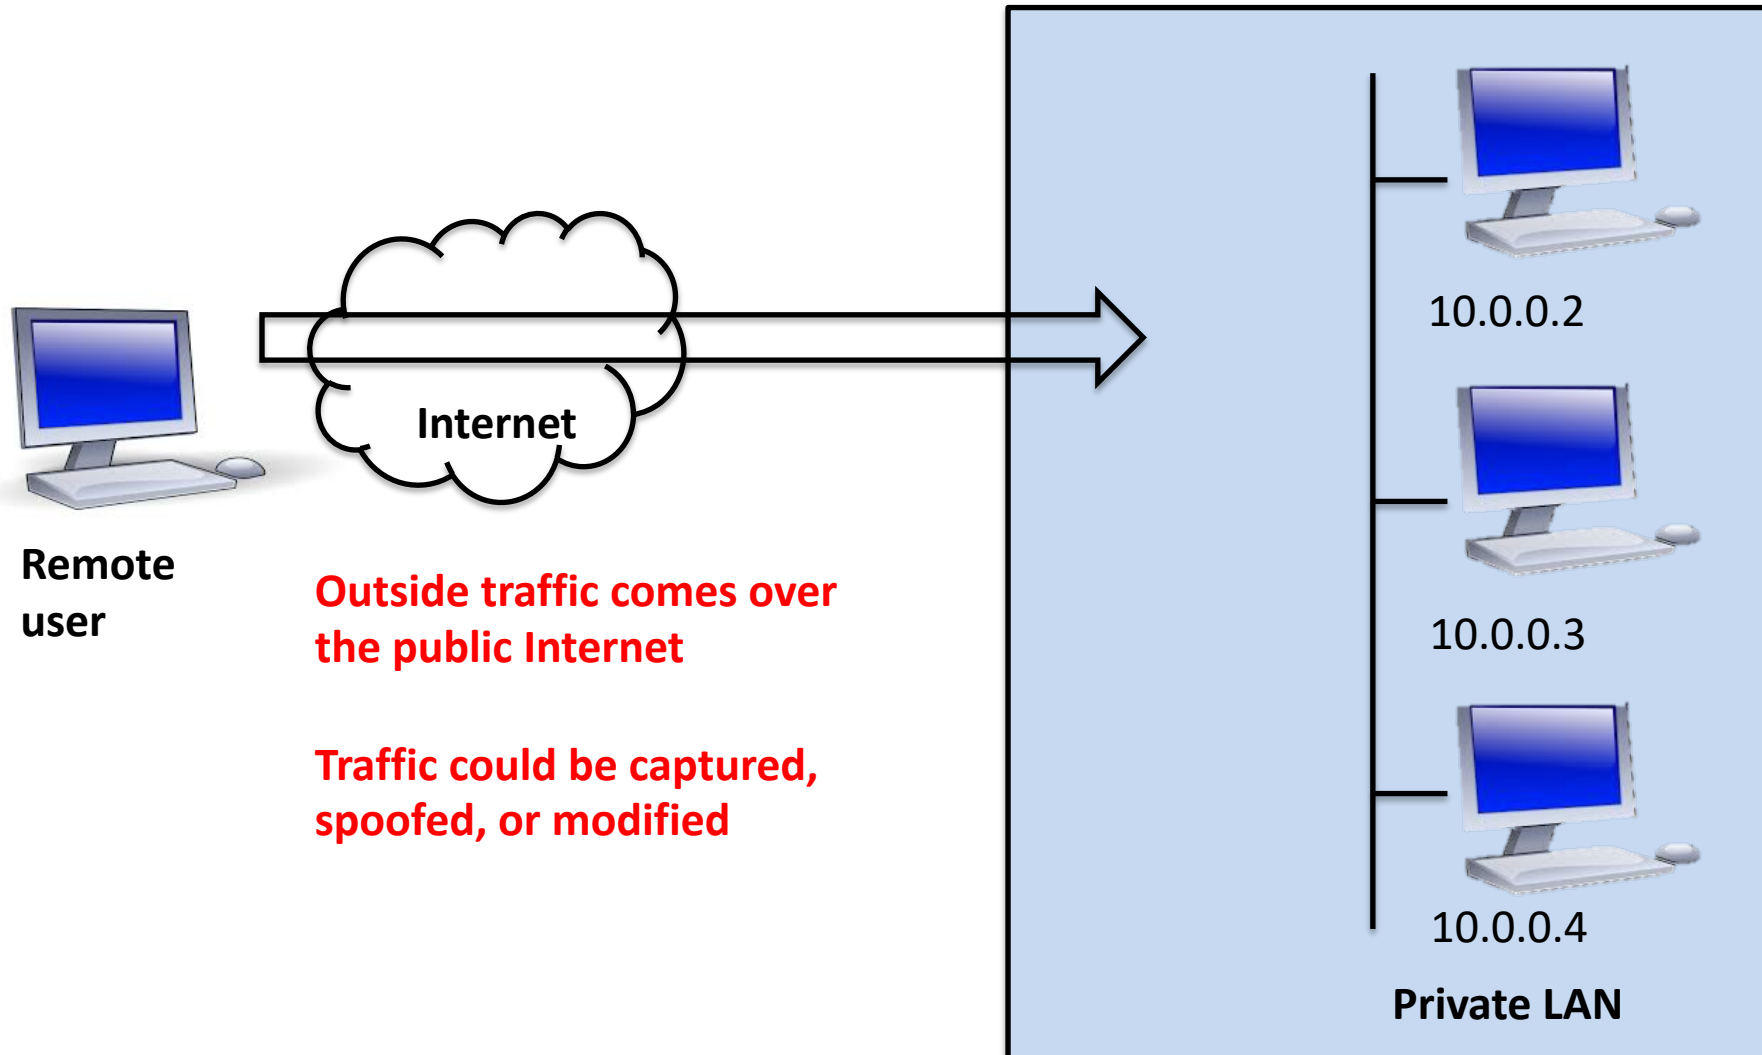 Internet
Remote
user
Outside traffic comes over
the public Internet
Traffic could be captured,
spoofed, or modified
10.0.0.2
10.0.0.3
10.0.0.4
Private LAN